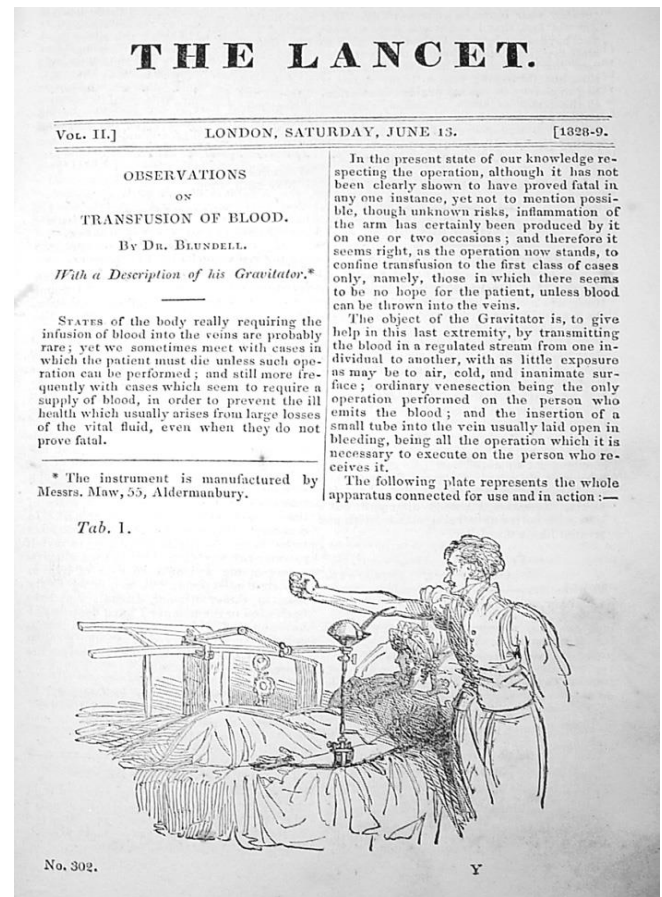 THE LANCET.
VOL. II.] LONDON, SATURDAY, JUNE 13. [1828-9.
OBSERVATIONS
ON
TRANSFUSION OF BLOOD.
BY DR. BLUNDELL.
With a Description of his Gravitator.*
STATES of the body really requiring the
infusion of blood into the veins are probably
rare; yet we sometimes meet with cases in
which the patient must die unless such ope-
ration can be performed; and still more fre-
quently with cases which seem to require a
supply of blood, in order to prevent the ill
health which usually arises from large losses
of the vital fluid, even when they do not
prove fatal.
* The instrument is manufactured by
Messrs. Maw, 55, Aldermanbury.
In the present state of our knowledge re-
specting the operation, although it has not
been clearly shown to have proved fatal in
any one instance, yet not to mention possi-
ble, though unknown risks, inflammation of
the arm has certainly been produced by it
on one or two occasions; and therefore it
seems right, as the operation now stands, to
confine transfusion to the first class of cases
only, namely, those in which there seems
to be no hope for the patient, unless blood
can be thrown into the veins.
The object of the Gravitator is, to give
help in this last extremity, by transmitting
the blood in a regulated stream from one in-
dividual to another, with as little exposure
as may be to air, cold, and inanimate sur-
face; ordinary venesection being the only
operation performed on the person who
emits the blood; and the insertion of a
small tube into the vein usually laid open in
bleeding, being all the operation which it is
necessary to execute on the person who re-
ceives it.
The following plate represents the whole
apparatus connected for use and in action:—
Tab. 1.
No. 302.
Y